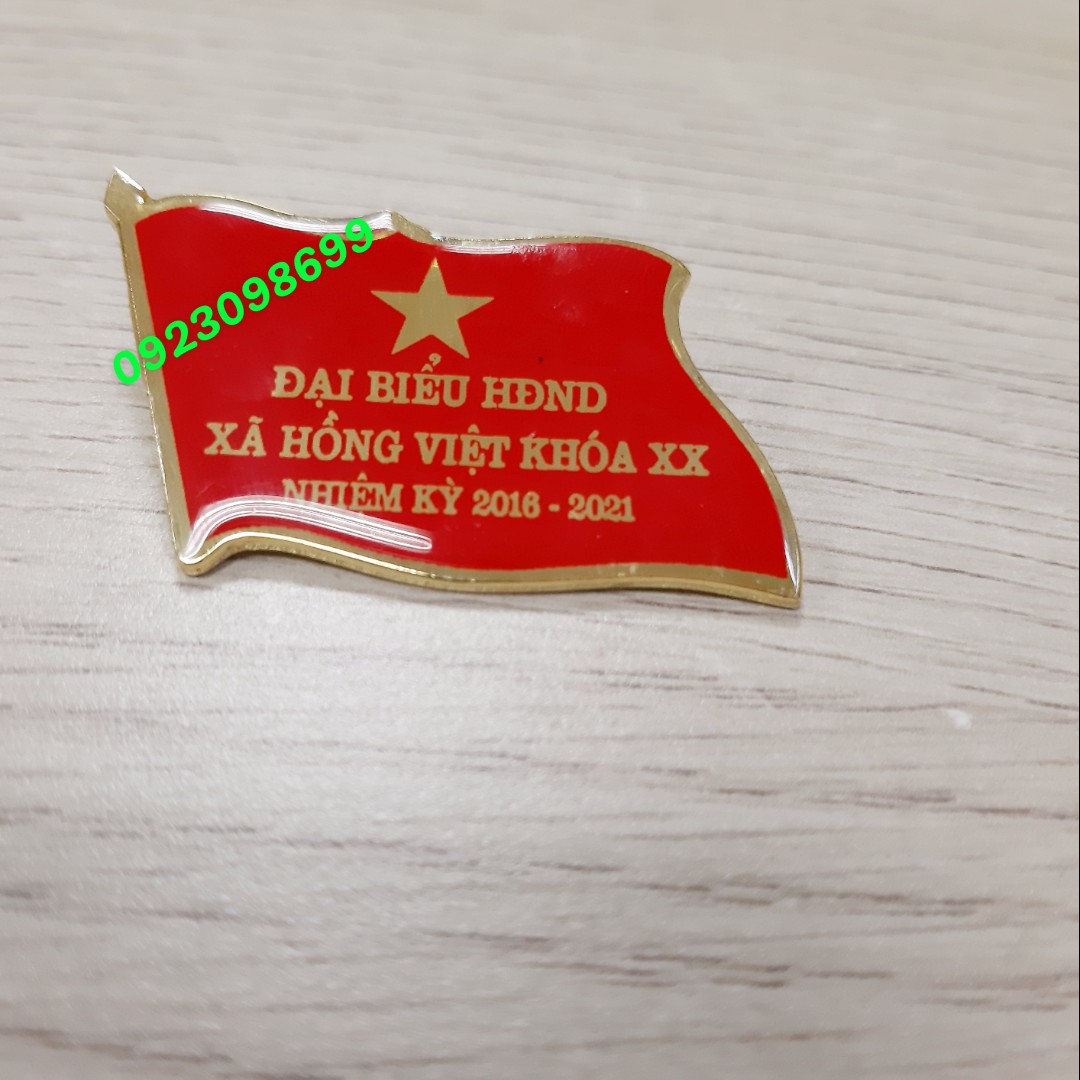 0923098699
ĐẠI BIỂU HĐND
XÃ HỒNG VIỆT KHÓA XX
NHIỆM KỲ 2016 - 2021